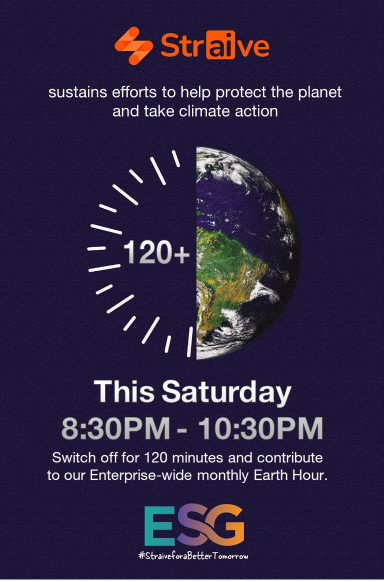 Straive
sustains efforts to help protect the planet
and take climate action
120+
This Saturday
8:30PM - 10:30PM
Switch off for 120 minutes and contribute
to our Enterprise-wide monthly Earth Hour.
ESG
#StraiveforaBetterTomorrow